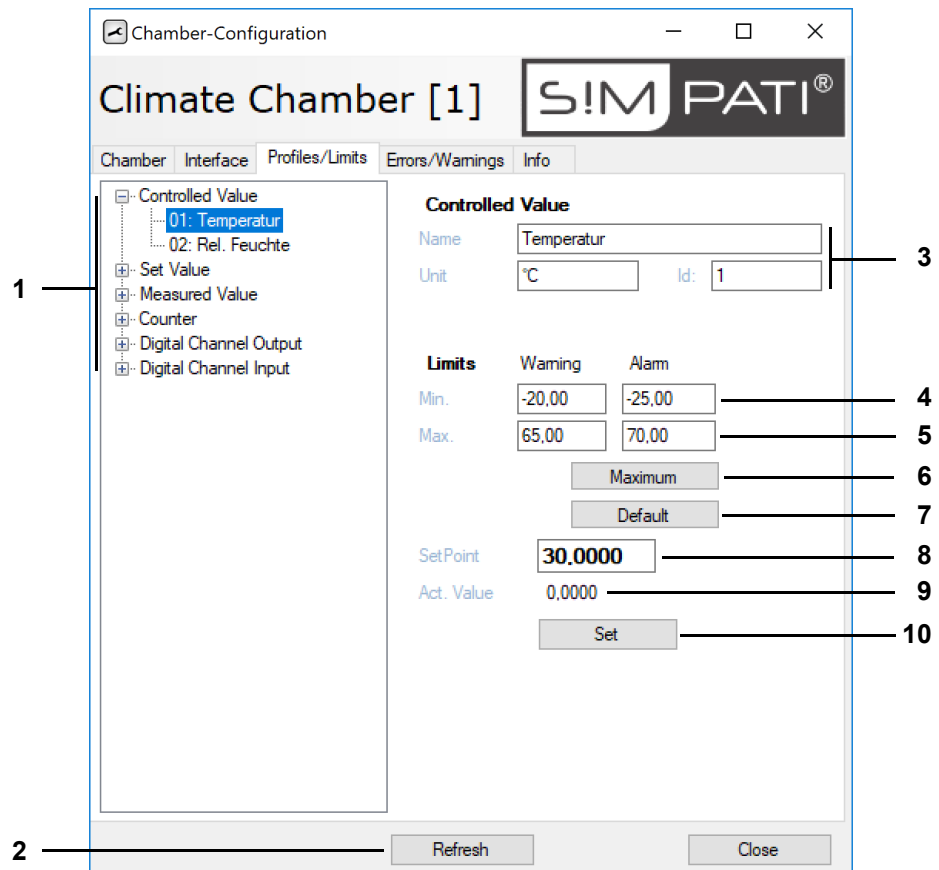 Chamber-Configuration
Climate Chamber [1]
S!MPATI®
Chamber Interface Profiles/Limits Errors/Warnings Info
1
Controlled Value
01: Temperatur
02: Rel. Feuchte
Set Value
Measured Value
Counter
Digital Channel Output
Digital Channel Input
Controlled Value
Name Temperatur
Unit °C Id: 1
3
Limits Warning Alarm
Min. -20,00 -25,00 4
Max. 65,00 70,00 5
Maximum 6
Default 7
SetPoint 30,0000 8
Act. Value 0,0000 9
Set 10
2 Refresh Close